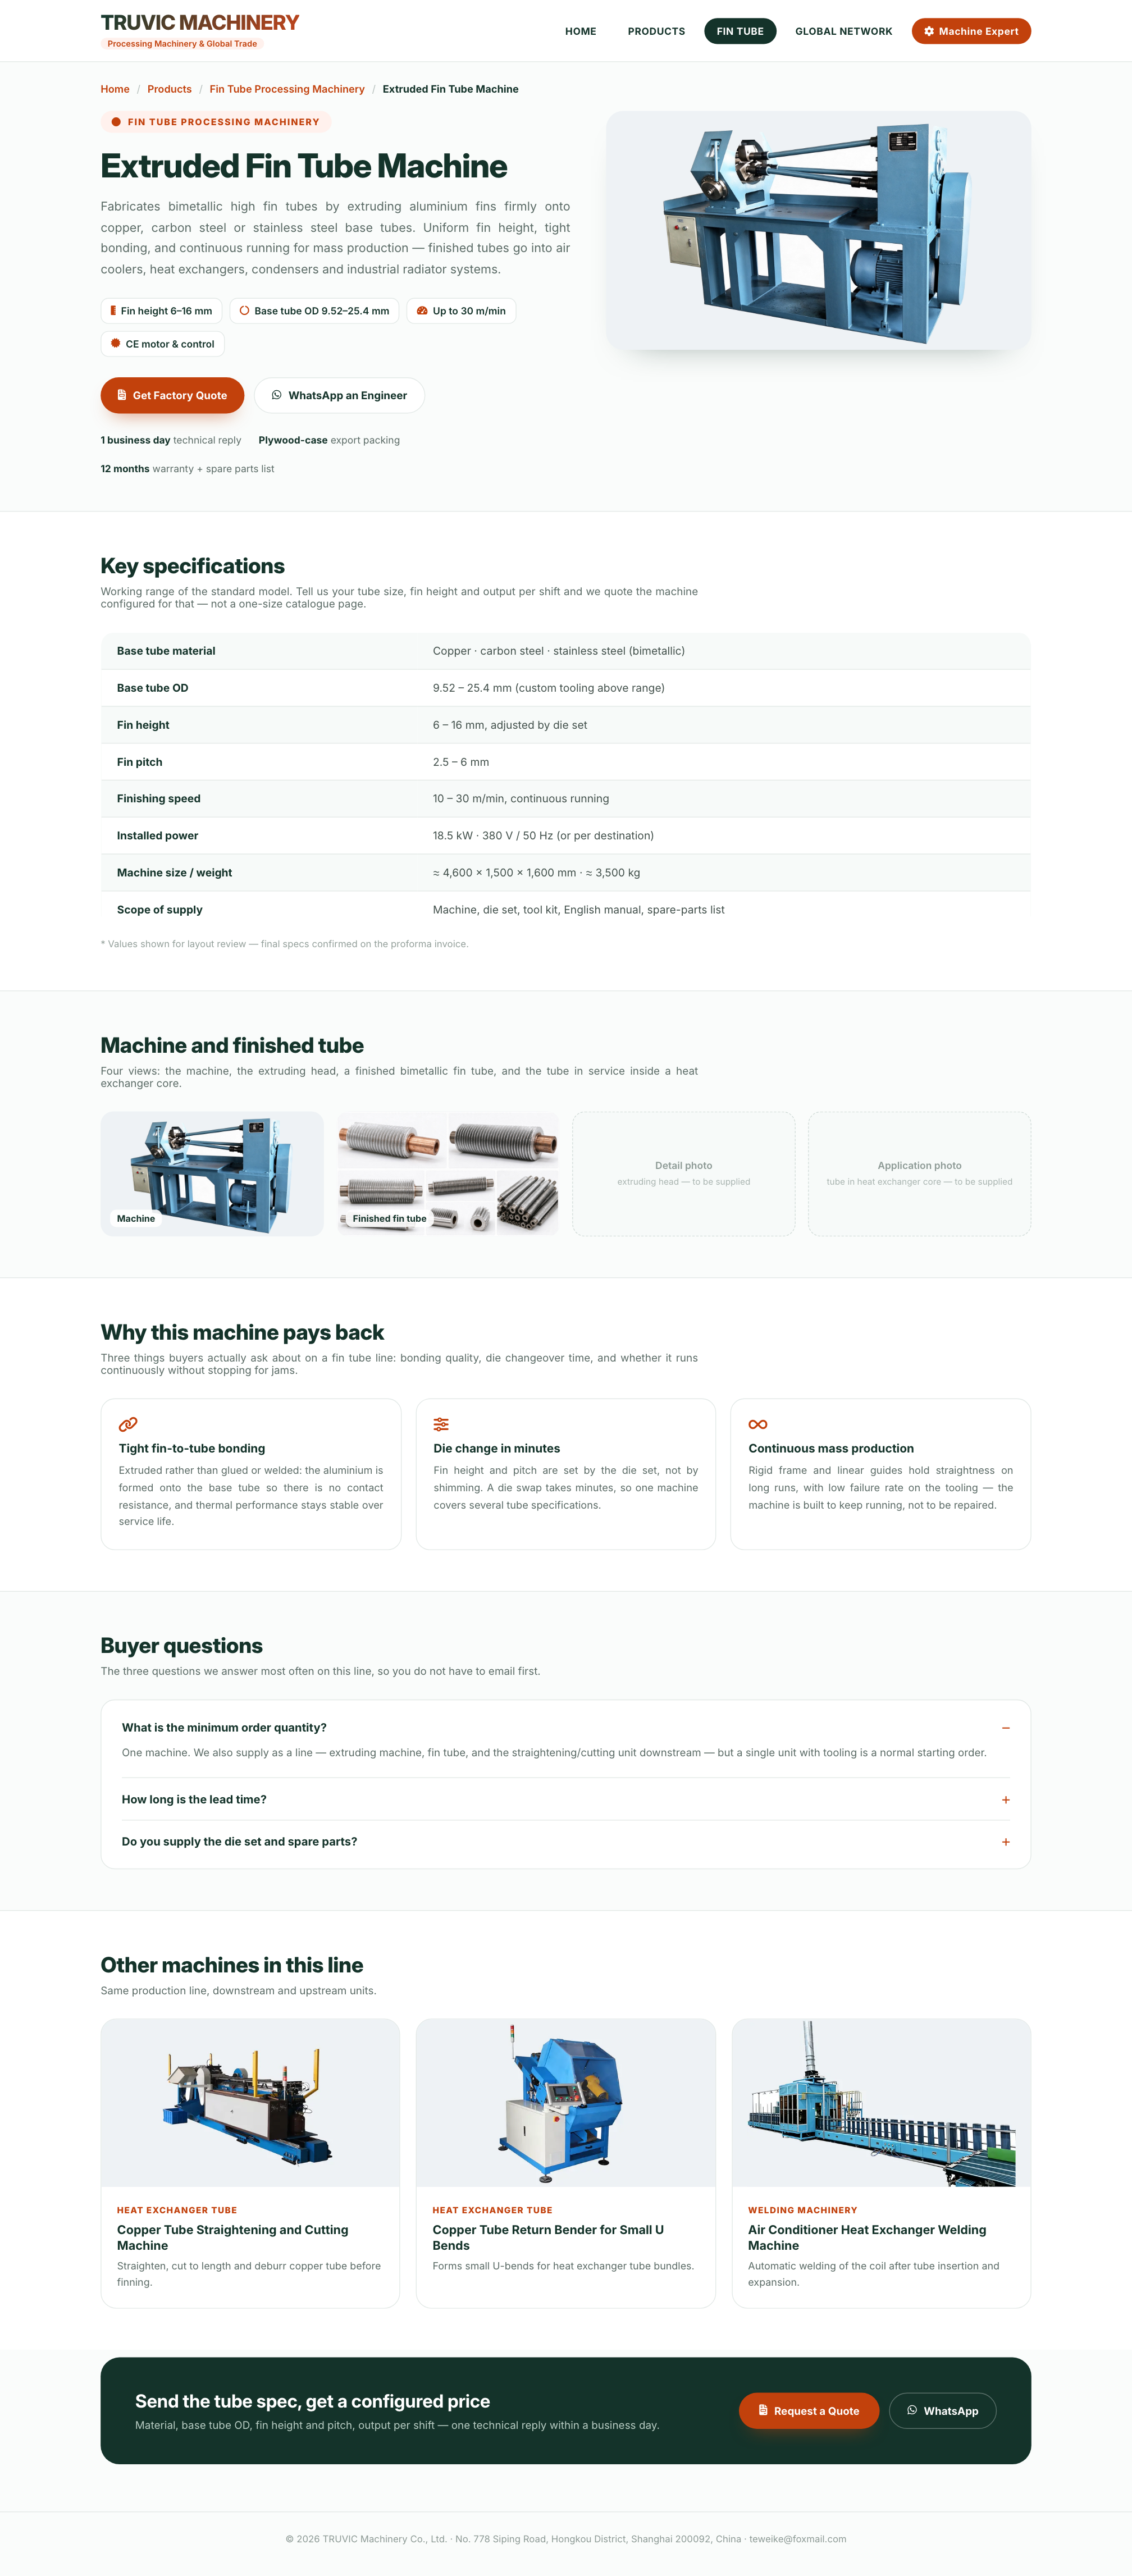 TRUVIC MACHINERY
Processing Machinery & Global Trade
HOME
PRODUCTS
FIN TUBE
GLOBAL NETWORK
Machine Expert
Home / Products / Fin Tube Processing Machinery / Extruded Fin Tube Machine
FIN TUBE PROCESSING MACHINERY
Extruded Fin Tube Machine
Fabricates bimetallic high fin tubes by extruding aluminium fins firmly onto
copper, carbon steel or stainless steel base tubes. Uniform fin height, tight
bonding, and continuous running for mass production — finished tubes go into air
coolers, heat exchangers, condensers and industrial radiator systems.
Fin height 6–16 mm
Base tube OD 9.52–25.4 mm
Up to 30 m/min
CE motor & control
Get Factory Quote
WhatsApp an Engineer
1 business day technical reply
Plywood-case export packing
12 months warranty + spare parts list
Key specifications
Working range of the standard model. Tell us your tube size, fin height and output per shift and we quote the machine
configured for that — not a one-size catalogue page.
Base tube material
Copper · carbon steel · stainless steel (bimetallic)
Base tube OD
9.52 – 25.4 mm (custom tooling above range)
Fin height
6 – 16 mm, adjusted by die set
Fin pitch
2.5 – 6 mm
Finishing speed
10 – 30 m/min, continuous running
Installed power
18.5 kW · 380 V / 50 Hz (or per destination)
Machine size / weight
≈ 4,600 × 1,500 × 1,600 mm · ≈ 3,500 kg
Scope of supply
Machine, die set, tool kit, English manual, spare-parts list
* Values shown for layout review — final specs confirmed on the proforma invoice.
Machine and finished tube
Four views: the machine, the extruding head, a finished bimetallic fin tube, and the tube in service inside a heat
exchanger core.
Machine
Finished fin tube
Detail photo
extruding head — to be supplied
Application photo
tube in heat exchanger core — to be supplied
Why this machine pays back
Three things buyers actually ask about on a fin tube line: bonding quality, die changeover time, and whether it runs
continuously without stopping for jams.
Tight fin-to-tube bonding
Extruded rather than glued or welded: the aluminium is
formed onto the base tube so there is no contact
resistance, and thermal performance stays stable over
service life.
Die change in minutes
Fin height and pitch are set by the die set, not by
shimming. A die swap takes minutes, so one machine
covers several tube specifications.
Continuous mass production
Rigid frame and linear guides hold straightness on
long runs, with low failure rate on the tooling — the
machine is built to keep running, not to be repaired.
Buyer questions
The three questions we answer most often on this line, so you do not have to email first.
What is the minimum order quantity?
−
One machine. We also supply as a line — extruding machine, fin tube, and the straightening/cutting unit downstream — but a single unit with tooling is a normal starting order.
How long is the lead time?
+
Do you supply the die set and spare parts?
+
Other machines in this line
Same production line, downstream and upstream units.
HEAT EXCHANGER TUBE
Copper Tube Straightening and Cutting
Machine
Straighten, cut to length and deburr copper tube before
finning.
HEAT EXCHANGER TUBE
Copper Tube Return Bender for Small U
Bends
Forms small U-bends for heat exchanger tube bundles.
WELDING MACHINERY
Air Conditioner Heat Exchanger Welding
Machine
Automatic welding of the coil after tube insertion and
expansion.
Send the tube spec, get a configured price
Material, base tube OD, fin height and pitch, output per shift — one technical reply within a business day.
Request a Quote
WhatsApp
© 2026 TRUVIC Machinery Co., Ltd. · No. 778 Siping Road, Hongkou District, Shanghai 200092, China · teweike@foxmail.com